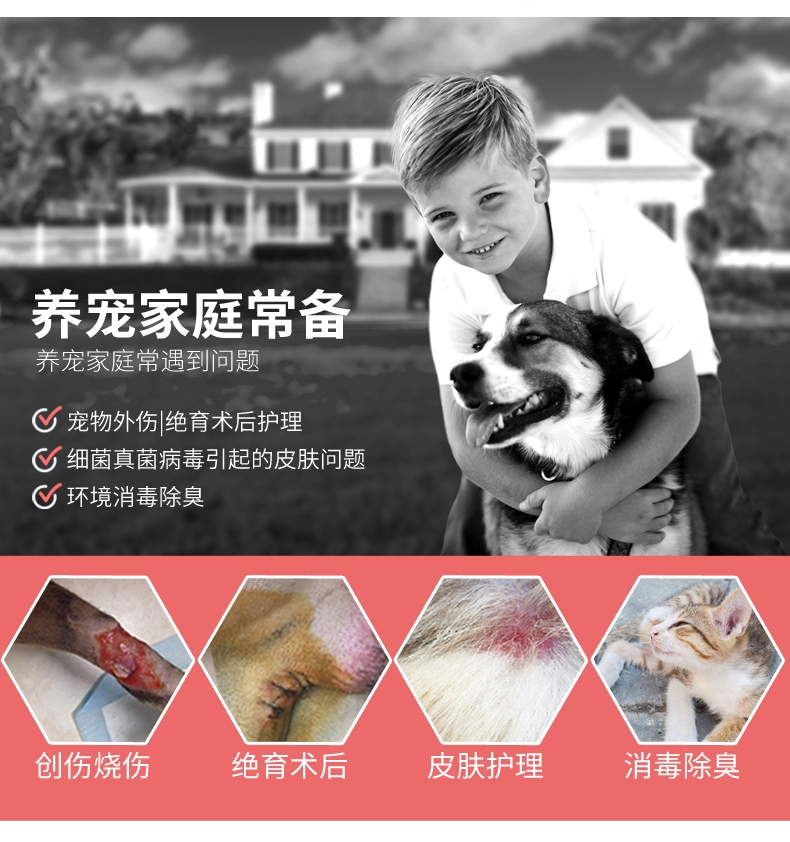 养宠家庭常备
养宠家庭常遇到问题
宠物外伤|绝育术后护理
细菌真菌病毒引起的皮肤问题
环境消毒除臭
创伤烧伤
绝育术后
皮肤护理
消毒除臭